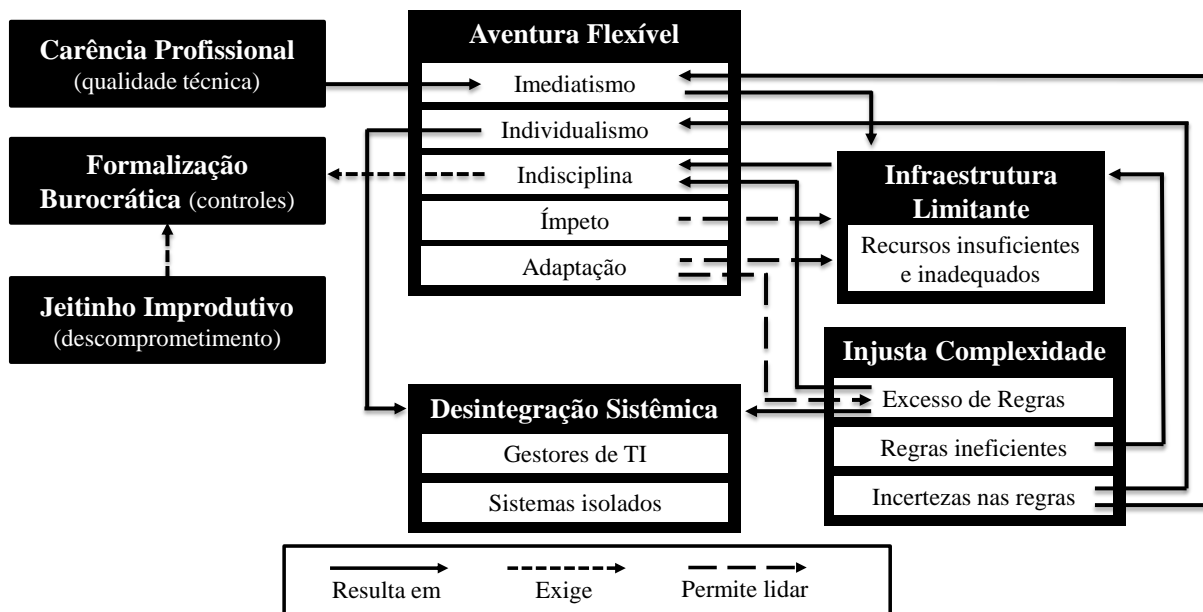 Carência Profissional
(qualidade técnica)
Formalização
Burocrática (controles)
Jeitinho Improdutivo
(descomprometimento)
Aventura Flexível
Imediatismo
Individualismo
Indisciplina
Ímpeto
Adaptação
Infraestrutura
Limitante
Recursos insuficientes
e inadequados
Desintegração Sistêmica
Gestores de TI
Sistemas isolados
Injusta Complexidade
Excesso de Regras
Regras ineficientes
Incertezas nas regras
Resulta em
Exige
Permite lidar